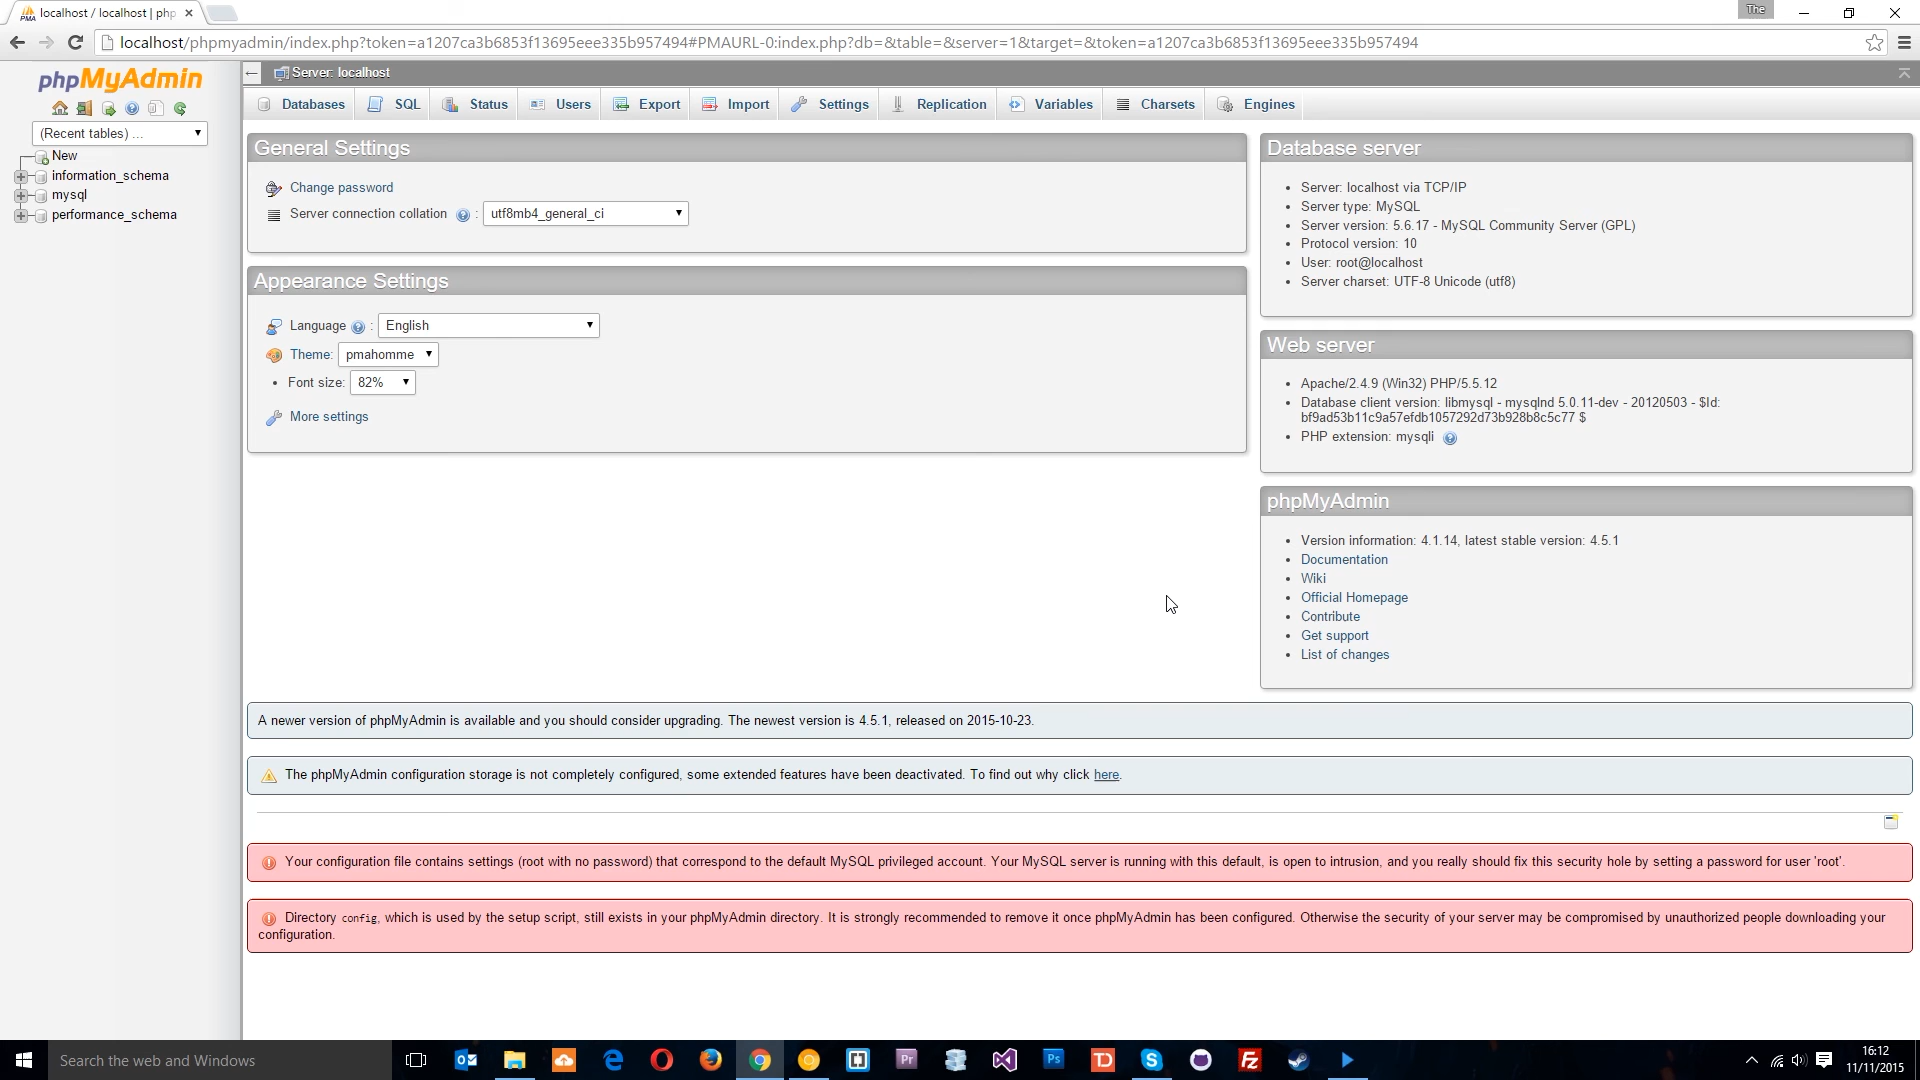 localhost / localhost | php
The
localhost/phpmyadmin/index.php?token=a1207ca3b6853f13695eee335b957494#PMAURL-0:index.php?db=&table=&server=1&target=&token=a1207ca3b6853f13695eee335b957494
phpMyAdmin
Server: localhost
Databases SQL Status Users Export Import Settings Replication Variables Charsets Engines
(Recent tables) ...
New
information_schema
mysql
performance_schema
General Settings
Change password
Server connection collation : utf8mb4_general_ci
Appearance Settings
Language : English
Theme: pmahomme
• Font size: 82%
More settings
Database server
• Server: localhost via TCP/IP
• Server type: MySQL
• Server version: 5.6.17 - MySQL Community Server (GPL)
• Protocol version: 10
• User: root@localhost
• Server charset: UTF-8 Unicode (utf8)
Web server
• Apache/2.4.9 (Win32) PHP/5.5.12
• Database client version: libmysql - mysqlnd 5.0.11-dev - 20120503 - $Id:
bf9ad53b11c9a57efdb1057292d73b928b8c5c77 $
• PHP extension: mysqli
phpMyAdmin
• Version information: 4.1.14, latest stable version: 4.5.1
• Documentation
• Wiki
• Official Homepage
• Contribute
• Get support
• List of changes
A newer version of phpMyAdmin is available and you should consider upgrading. The newest version is 4.5.1, released on 2015-10-23.
The phpMyAdmin configuration storage is not completely configured, some extended features have been deactivated. To find out why click here.
Your configuration file contains settings (root with no password) that correspond to the default MySQL privileged account. Your MySQL server is running with this default, is open to intrusion, and you really should fix this security hole by setting a password for user 'root'.
Directory config, which is used by the setup script, still exists in your phpMyAdmin directory. It is strongly recommended to remove it once phpMyAdmin has been configured. Otherwise the security of your server may be compromised by unauthorized people downloading your
configuration.
Search the web and Windows
16:12
11/11/2015